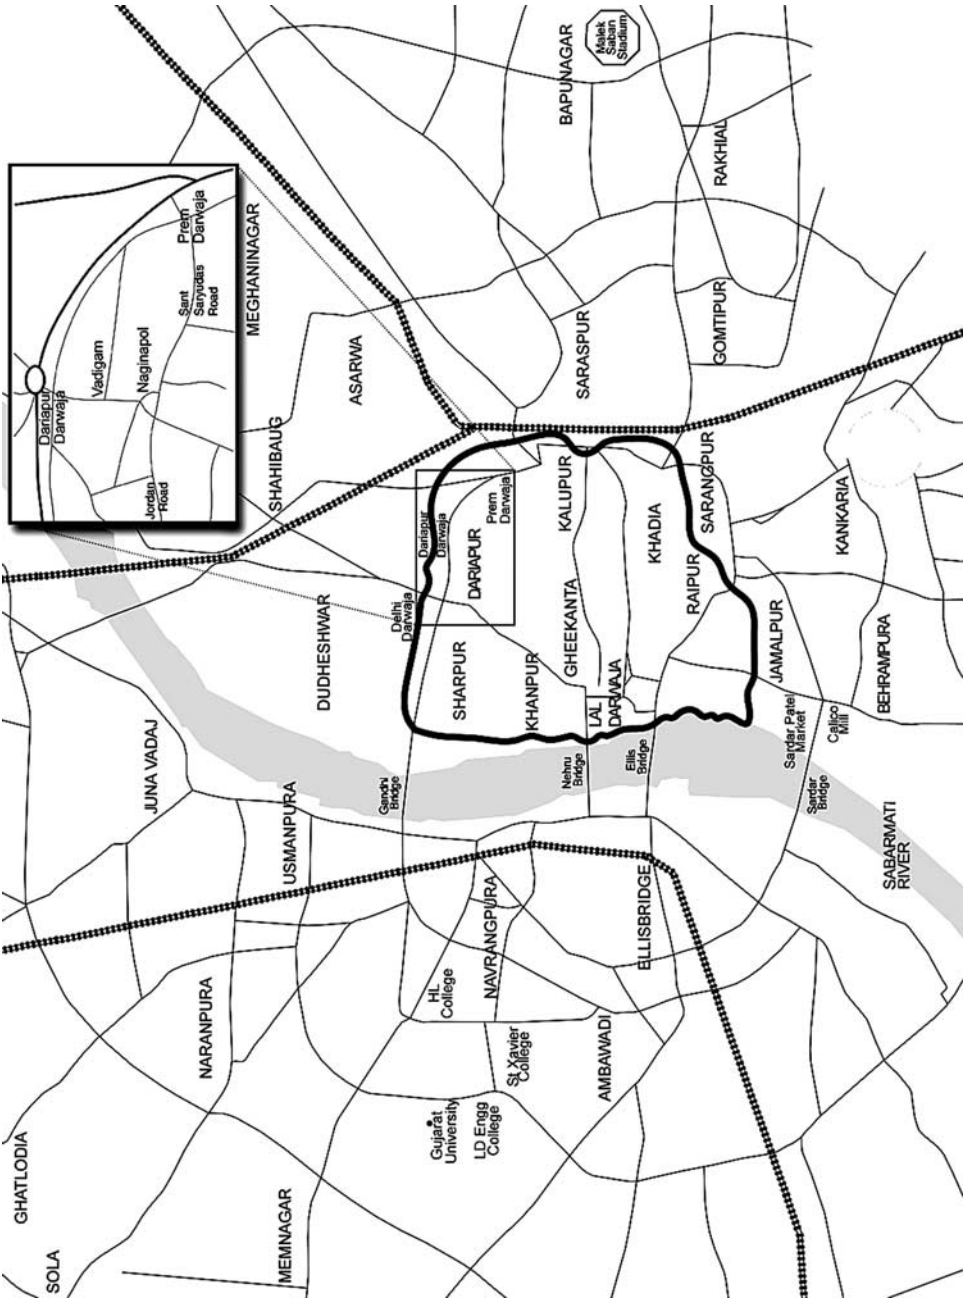 GHATLODIA
SOLA
MEMNAGAR
NARANPURA
JUNA VADAJ
USMANPURA
Gujarat
University
LD Engg
College
HL
College
St Xavier
College
NAVRANGPURA
AMBAWADI
ELLISBRIDGE
Gandhi
Bridge
Nehru
Bridge
Ellis
Bridge
Sardar
Bridge
SABARMATI
RIVER
DUDHESHWAR
SHAHIBAUG
Delhi
Darwaja
Dariapur
Darwaja
DARIAPUR
Prem
Darwaja
SHARPUR
KHANPUR
GHEEKANTA
KALUPUR
LAL
DARWAJA
KHADIA
RAIPUR
SARANGPUR
JAMALPUR
Sardar Patel
Market
Calico
Mill
BEHRAMPURA
KANKARIA
MEGHANINAGAR
ASARWA
SARASPUR
GOMTIPUR
BAPUNAGAR
Malek
Saban
Stadium
RAKHIAL
Dariapur
Darwaja
Vadigam
Naginapol
Jordan
Road
Prem
Darwaja
Sant
Saryudas
Road